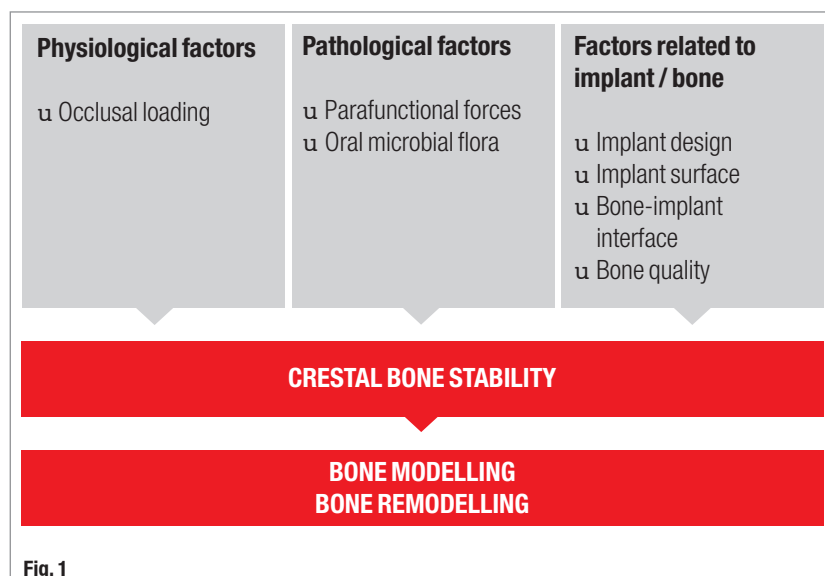 Physiological factors
u Occlusal loading
Pathological factors
u Parafunctional forces
u Oral microbial flora
Factors related to
implant / bone
u Implant design
u Implant surface
u Bone-implant
interface
u Bone quality
CRESTAL BONE STABILITY
BONE MODELLING
BONE REMODELLING
Fig. 1